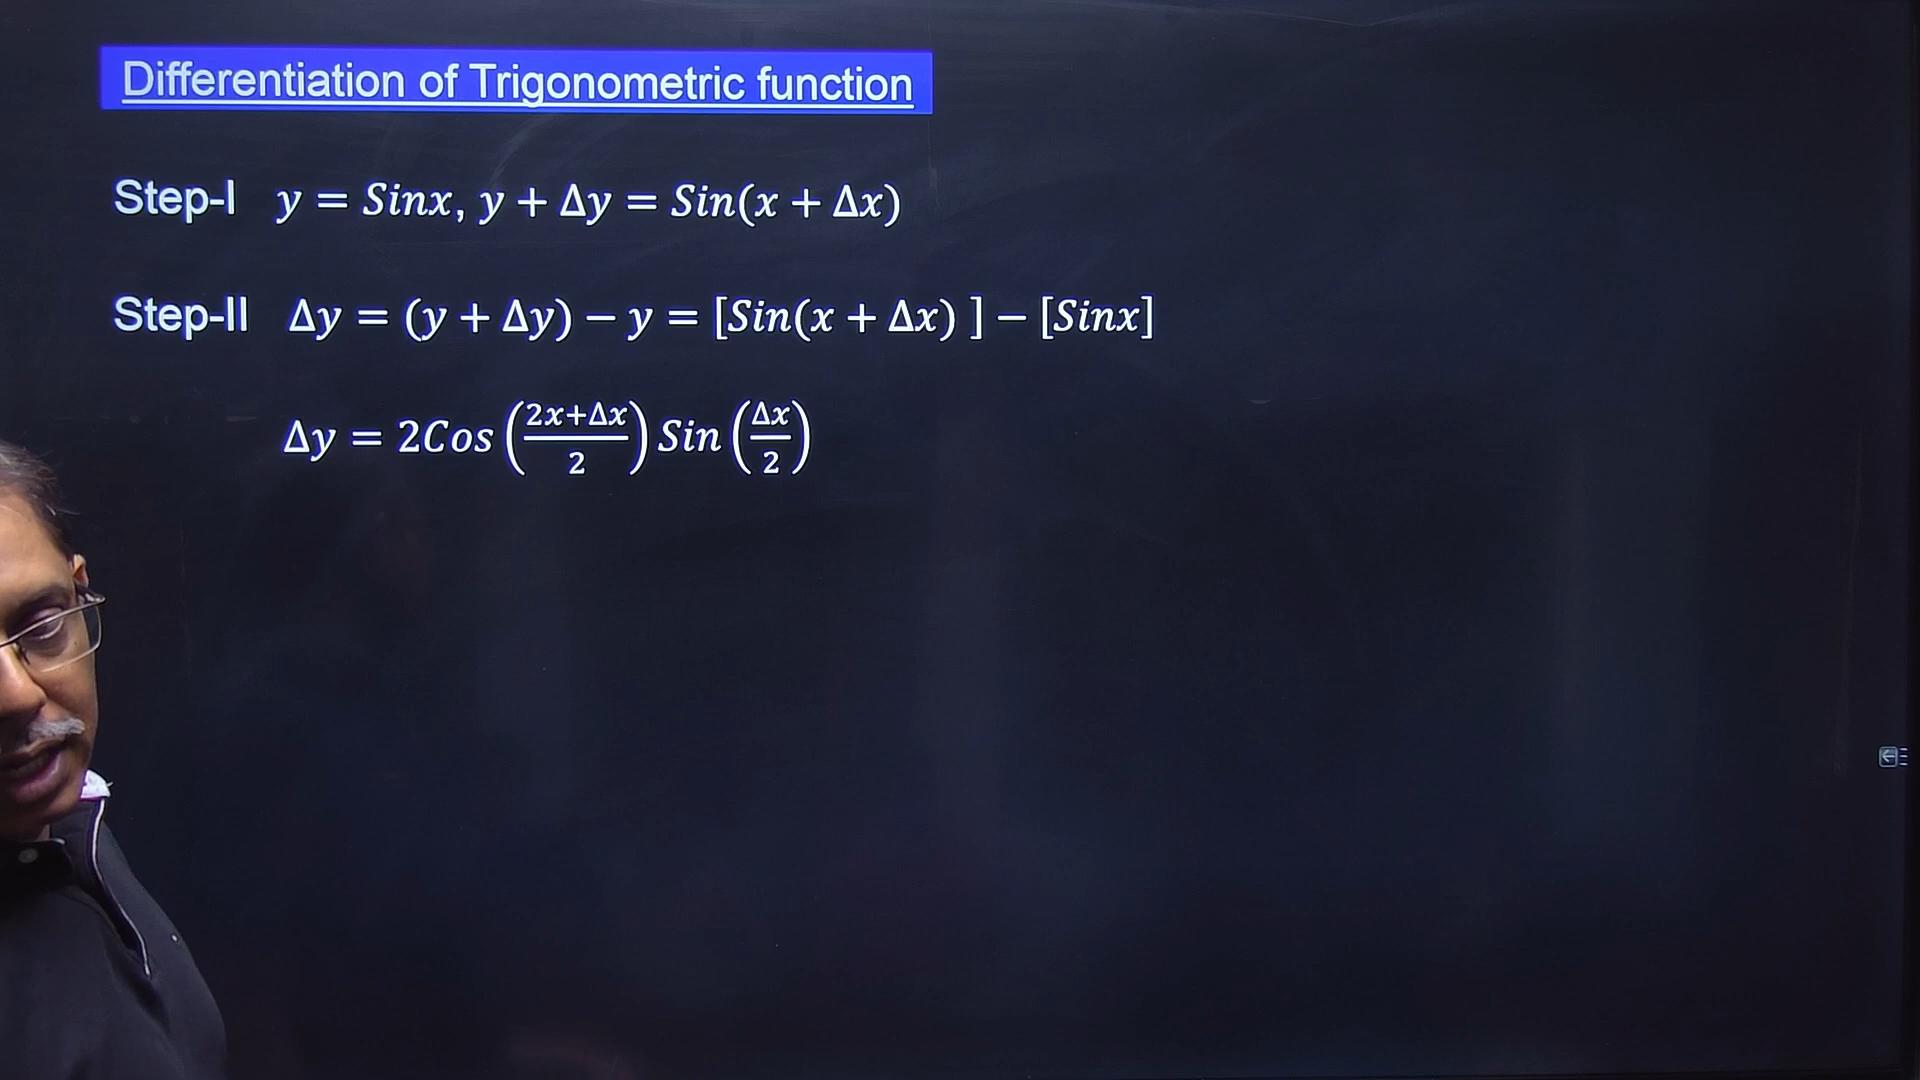 Differentiation of Trigonometric function
Step-I y = Sinx, y + Δy = Sin(x + Δx)
Step-II Δy = (y + Δy) − y = [Sin(x + Δx) ] − [Sinx]
Δy = 2Cos (2x+Δx/2) Sin (Δx/2)